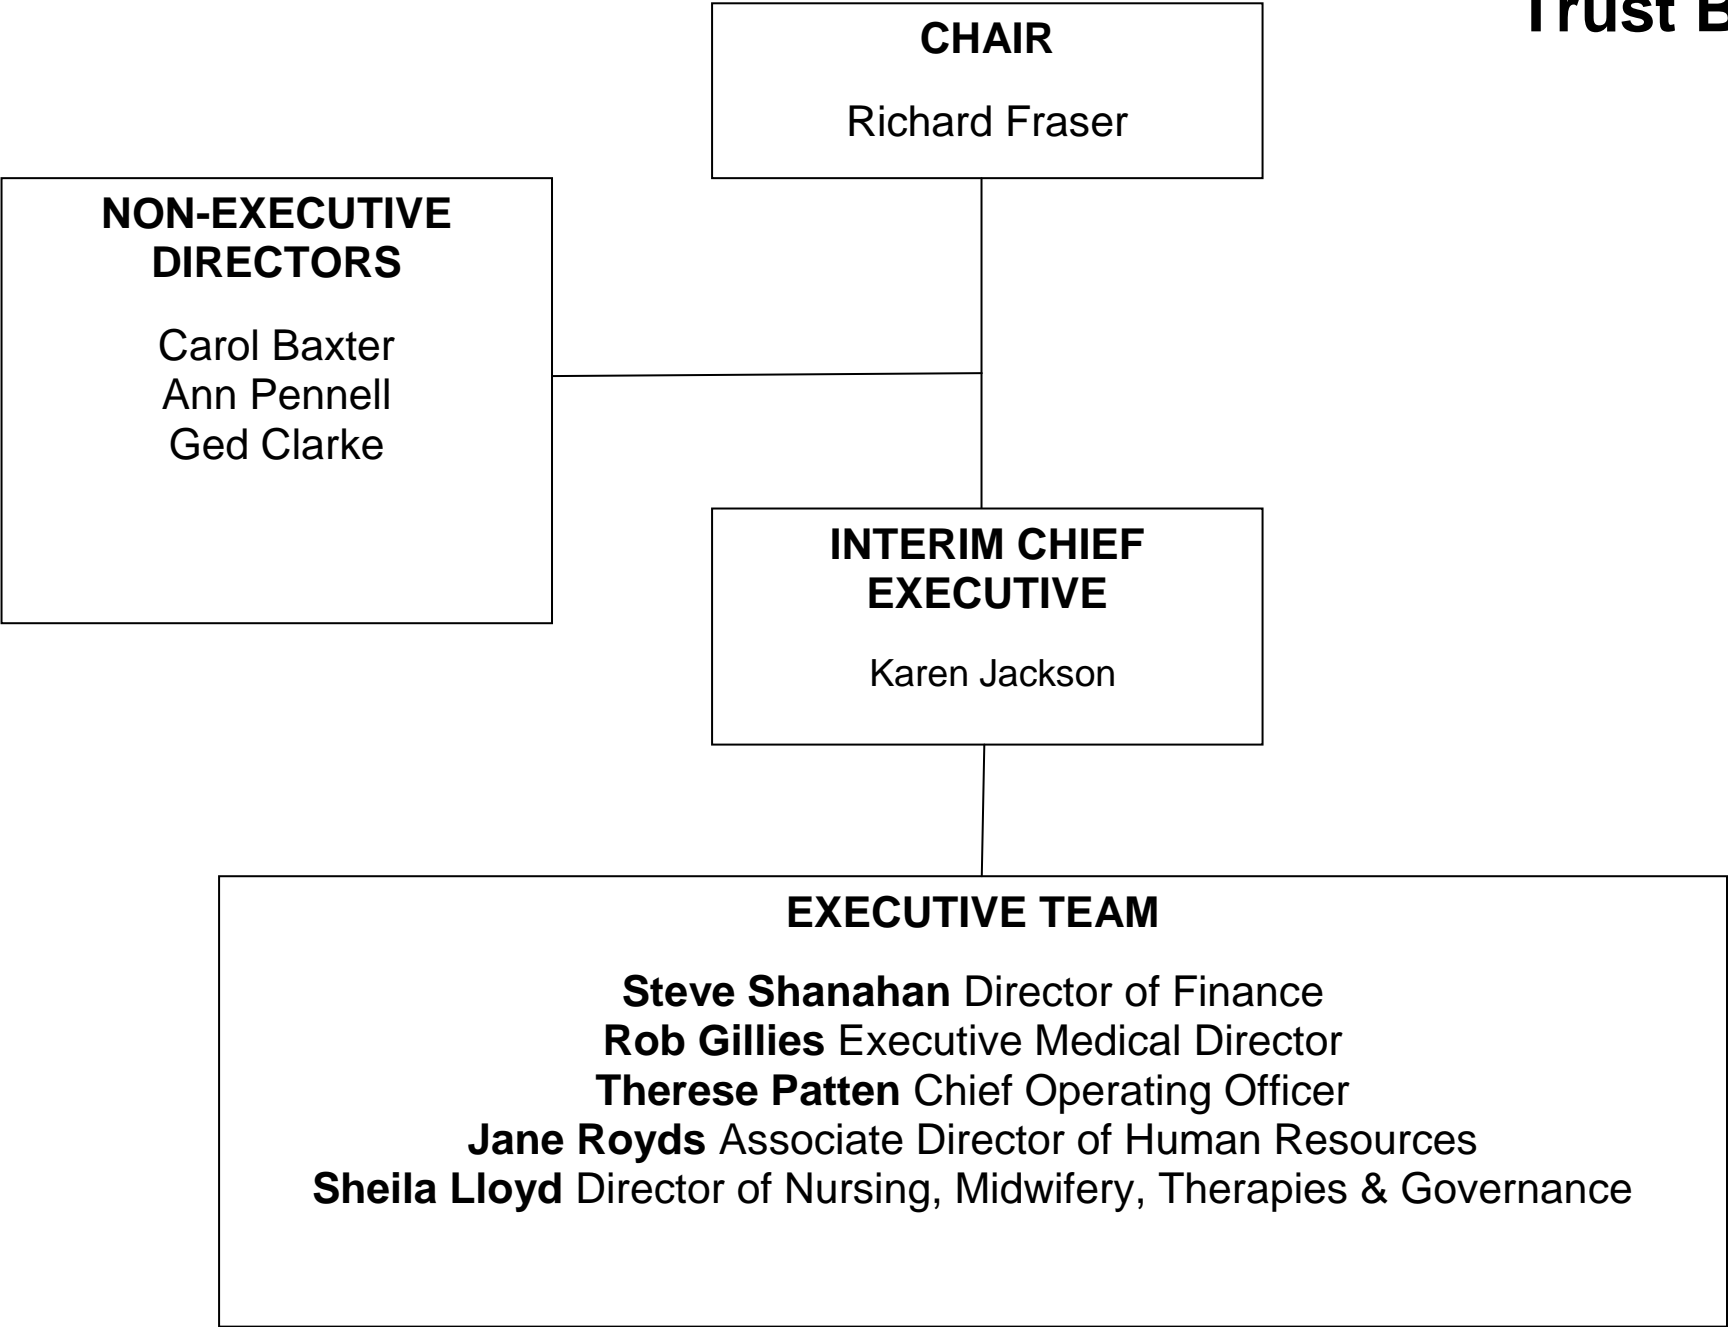 Trust B
CHAIR
Richard Fraser
NON-EXECUTIVE
DIRECTORS
Carol Baxter
Ann Pennell
Ged Clarke
INTERIM CHIEF
EXECUTIVE
Karen Jackson
EXECUTIVE TEAM
Steve Shanahan Director of Finance
Rob Gillies Executive Medical Director
Therese Patten Chief Operating Officer
Jane Royds Associate Director of Human Resources
Sheila Lloyd Director of Nursing, Midwifery, Therapies & Governance